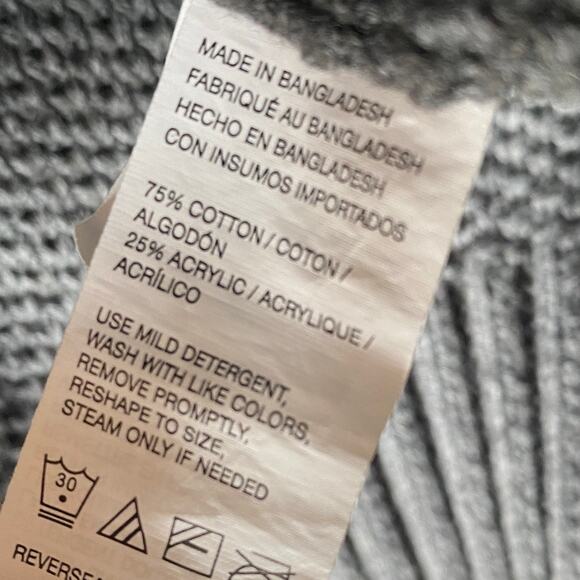 MADE IN BANGLADESH
FABRIQUÉ AU BANGLADESH
HECHO EN BANGLADESH
CON INSUMOS IMPORTADOS
75% COTTON / COTON /
ALGODÓN
25% ACRYLIC / ACRYLIQUE /
ACRÍLICO
USE MILD DETERGENT,
WASH WITH LIKE COLORS,
REMOVE PROMPTLY,
RESHAPE TO SIZE,
STEAM ONLY IF NEEDED
30